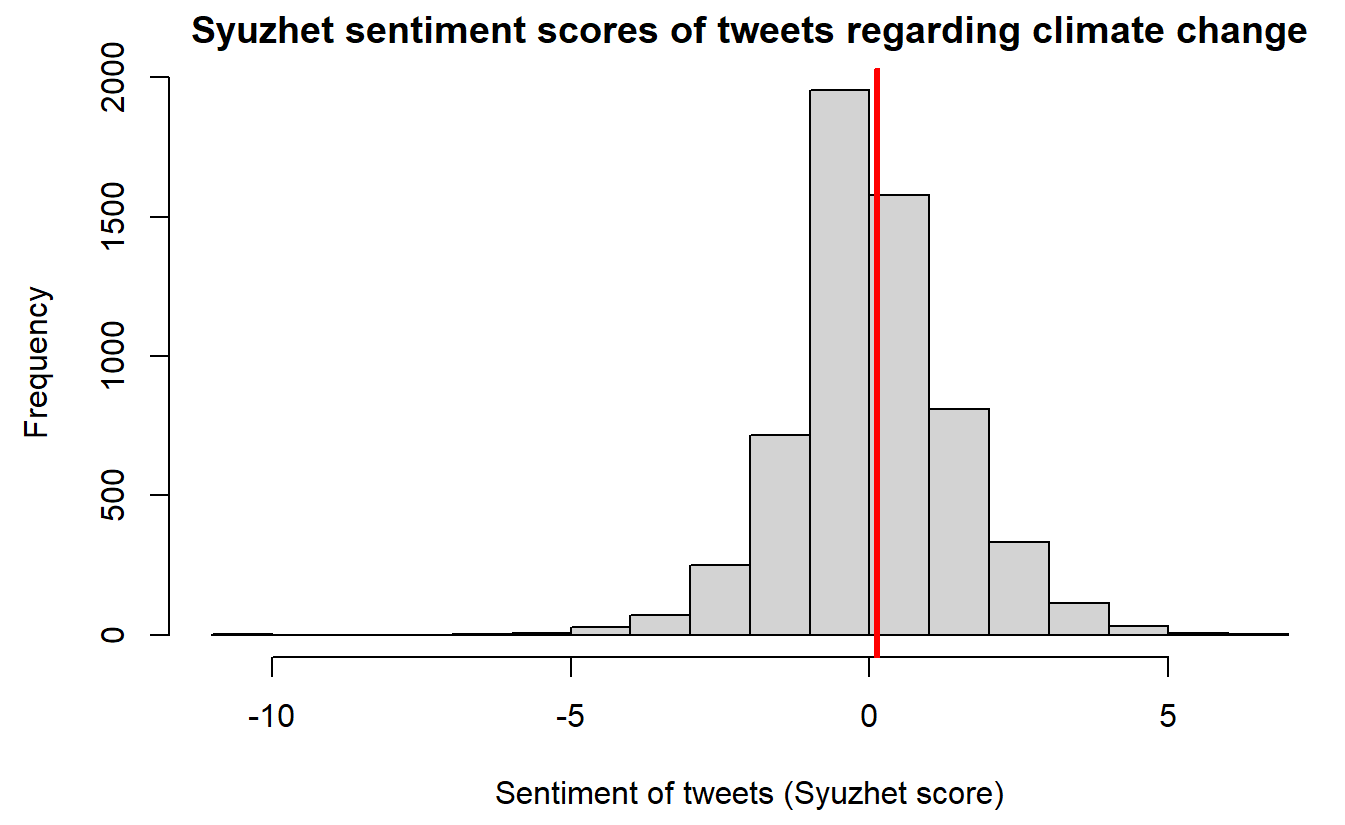 Syuzhet sentiment scores of tweets regarding climate change
Frequency
2000
1500
1000
500
0
-10 -5 0 5
Sentiment of tweets (Syuzhet score)